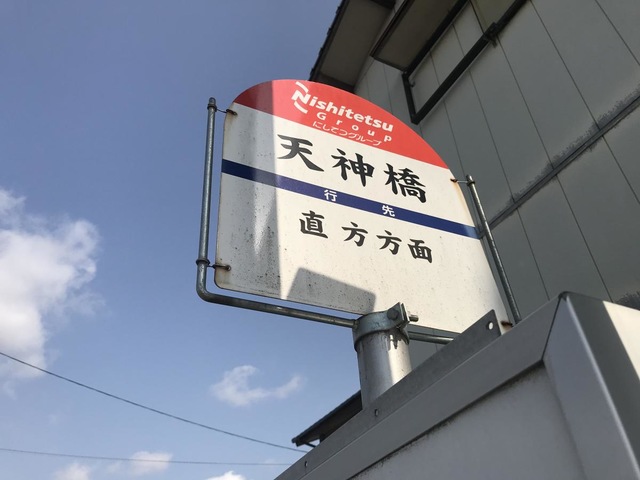 Nishitetsu
Group
にしてつグループ
天神橋
行先
直方方面